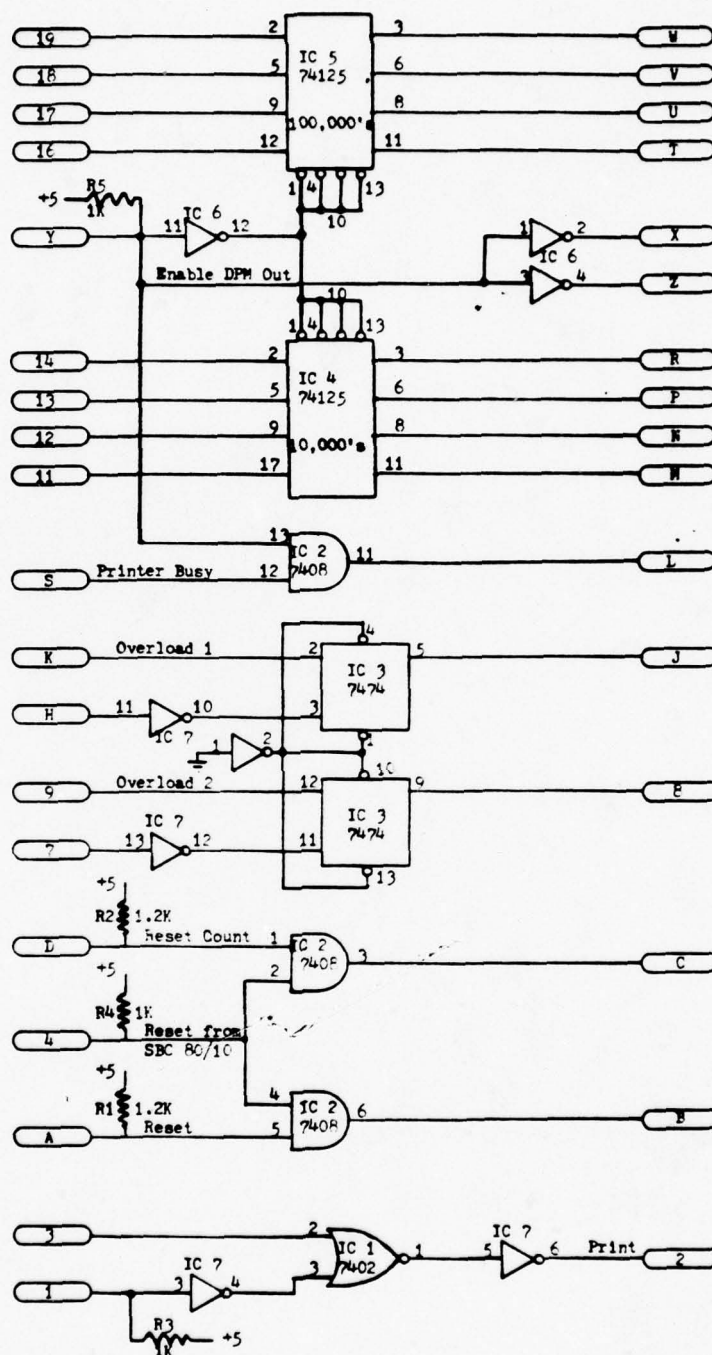 19 2 IC 5 3 W
18 5 74125 6 V
17 9 8 U
100,000's
16 12 11 T
1 4 13
10
+5 R5
1K
Y 11 IC 6 12 1 2 X
IC 6
Enable DPM Out 3 4 Z
10
1 4 13
14 2 3 R
IC 4
13 5 74125 6 P
12 9 8 N
10,000's
11 17 11 M
13 IC 2 11 L
S Printer Busy 12 7408
4
K Overload 1 2 5 J
IC 3
H 11 10 3 7474
IC 7 1 2 1
10
9 Overload 2 12 9 8
IC 7 IC 3
7 13 12 11 7474
13
+5
R2 1.2K
D Reset Count 1 IC 2 3 C
+5 2 7408
R4 1K
4 Reset from
SBC 80/10
+5
R1 1.2K 4 IC 2 6 B
7408
A Reset 5
3 2 IC 1 1 5 IC 7 6 Print 2
IC 7 7402
1 3 4 3
R3 +5
1K